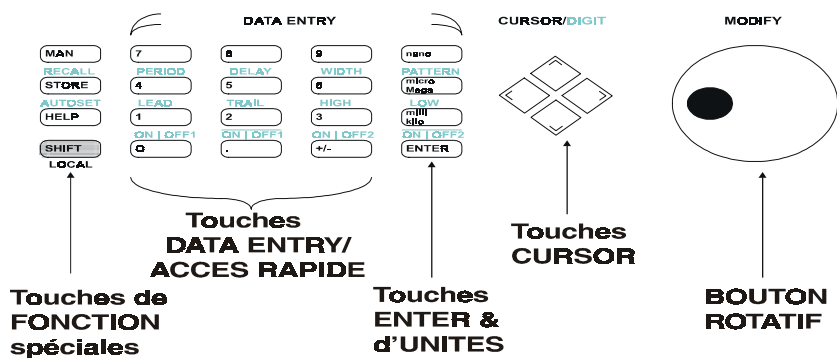 DATA ENTRY CURSOR/DIGIT MODIFY
MAN 7 8 9 nano
RECALL PERIOD DELAY WIDTH PATTERN
STORE 4 5 6 micro
Mega
AUTOSET LEAD TRAIL HIGH LOW
HELP 1 2 3 milli
kilo
ON | OFF1 ON | OFF1 ON | OFF2 ON | OFF2
SHIFT 0 . +/- ENTER
LOCAL
Touches
DATA ENTRY/
ACCES RAPIDE
Touches
CURSOR
Touches de
FONCTION
spéciales
Touches
ENTER &
d'UNITES
BOUTON
ROTATIF